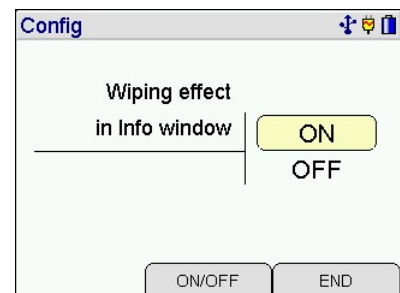 Config
Wiping effect
in Info window
ON
OFF
ON/OFF
END